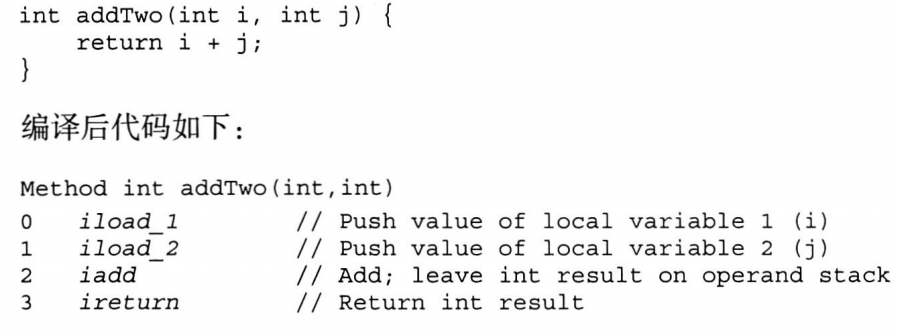 int addTwo(int i, int j) {
    return i + j;
}
编译后代码如下：
Method int addTwo(int,int)
0   iload_1         // Push value of local variable 1 (i)
1   iload_2         // Push value of local variable 2 (j)
2   iadd            // Add; leave int result on operand stack
3   ireturn         // Return int result